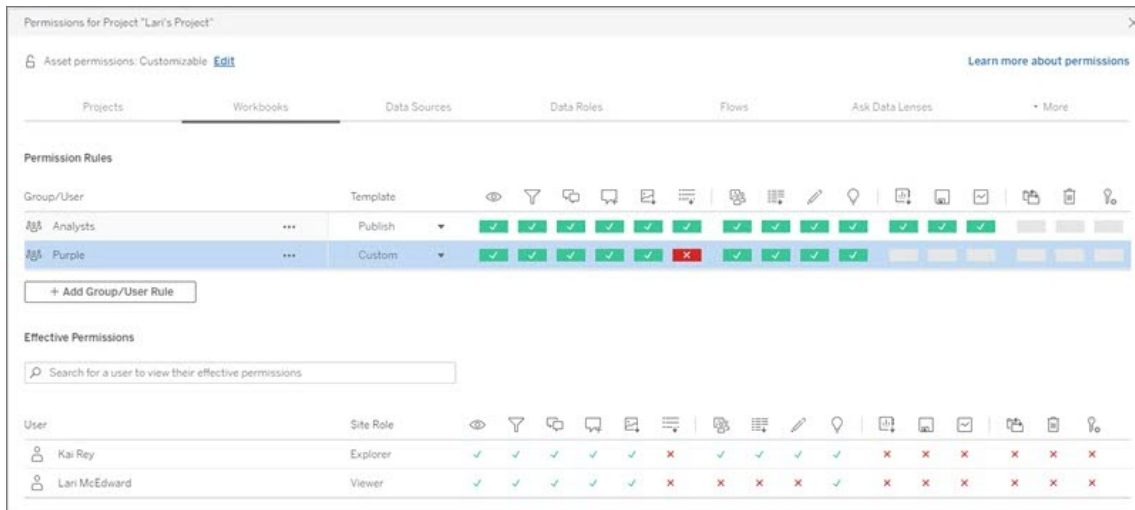 Permissions for Project "Lari's Project"
Asset permissions: Customizable Edit
Learn more about permissions
Projects Workbooks Data Sources Data Roles Flows Ask Data Lenses More
Permission Rules
Group/User Template
Analysts Publish
Purple Custom
+ Add Group/User Rule
Effective Permissions
Search for a user to view their effective permissions
User Site Role
Kai Rey Explorer
Lari McEdward Viewer